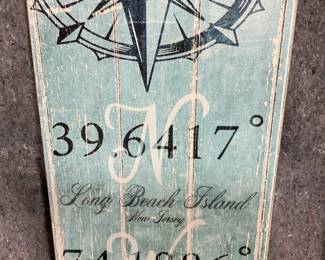 N
39.6417°
Long Beach Island
New Jersey
W